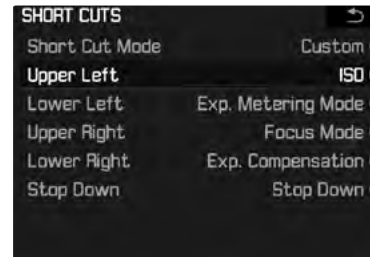 SHORT CUTS
Short Cut Mode Custom
Upper Left ISO
Lower Left Exp. Metering Mode
Upper Right Focus Mode
Lower Right Exp. Compensation
Stop Down Stop Down